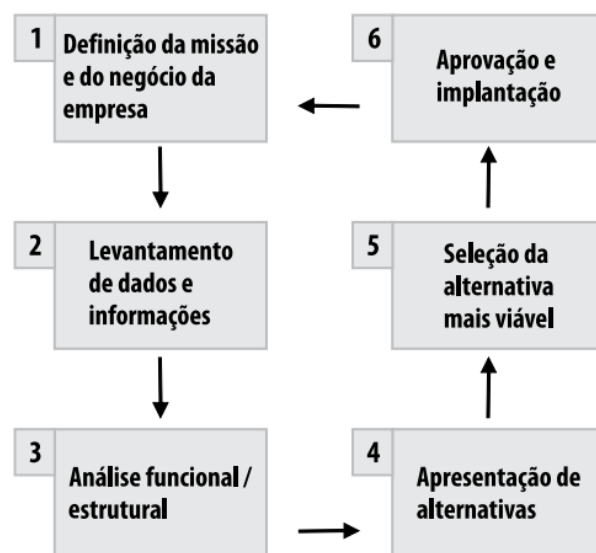 1
Definição da missão
e do negócio da
empresa
2
Levantamento
de dados e
informações
3
Análise funcional /
estrutural
4
Apresentação de
alternativas
5
Seleção da
alternativa
mais viável
6
Aprovação e
implantação